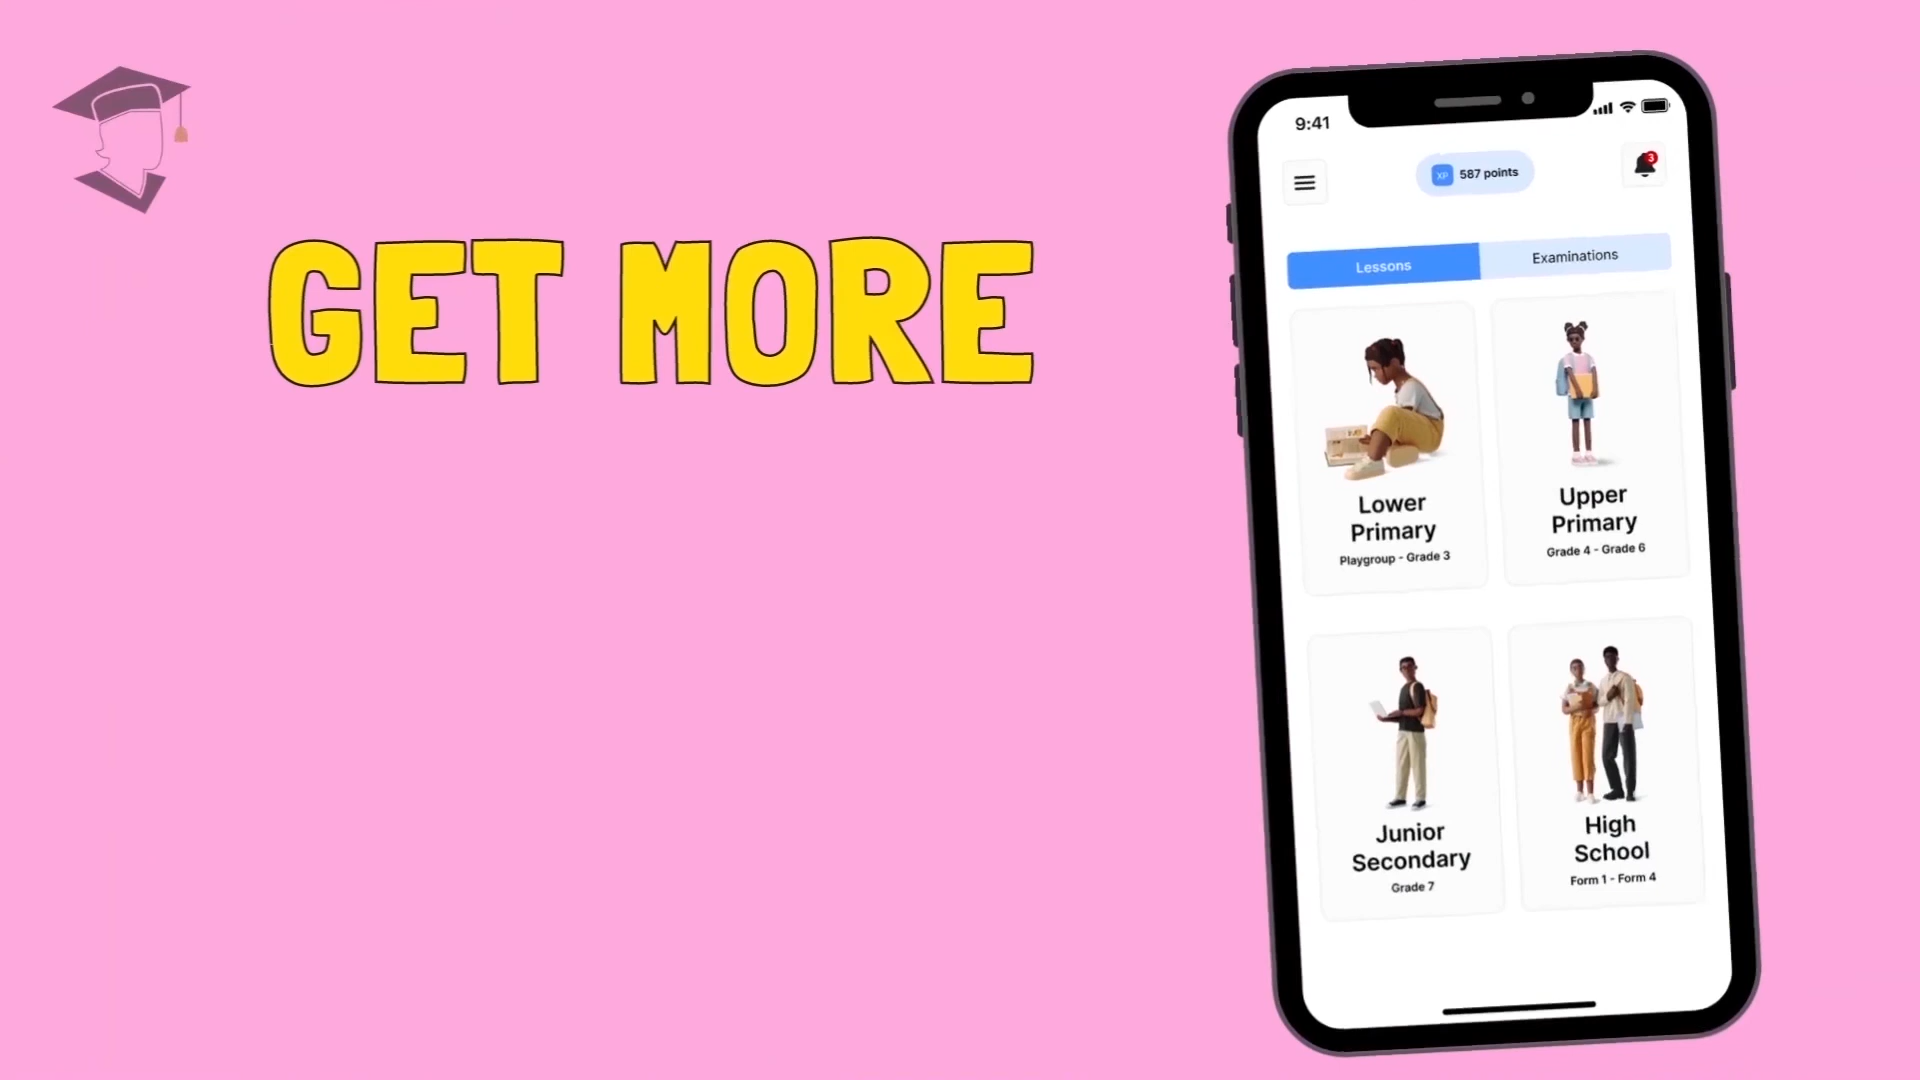 GET MORE
9:41
XP 587 points
3
Lessons
Examinations
Lower
Primary
Playgroup - Grade 3
Upper
Primary
Grade 4 - Grade 6
Junior
Secondary
Grade 7
High
School
Form 1 - Form 4